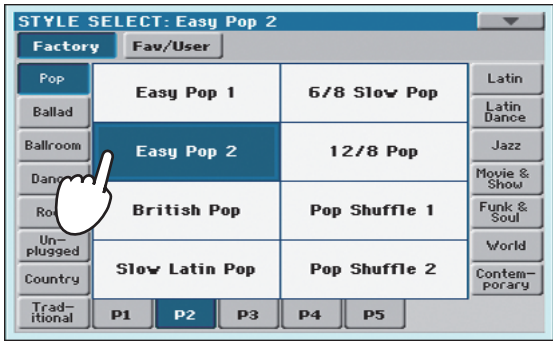 STYLE SELECT: Easy Pop 2
Factory
Fav/User
Pop
Ballad
Ballroom
Un-
plugged
Country
Trad-
itional
Easy Pop 1
6/8 Slow Pop
Easy Pop 2
12/8 Pop
British Pop
Pop Shuffle 1
Slow Latin Pop
Pop Shuffle 2
Latin
Latin
Dance
Jazz
Movie &
Show
Funk &
Soul
World
Contem-
porary
P1
P2
P3
P4
P5